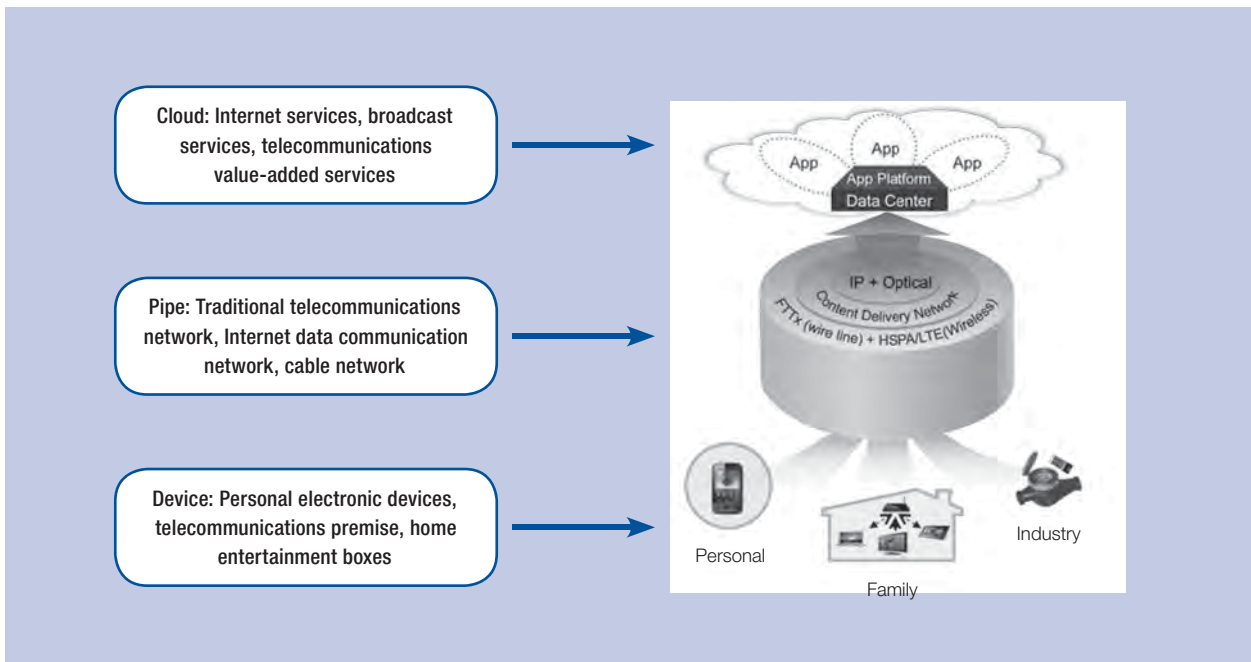 Cloud: Internet services, broadcast
services, telecommunications
value-added services
Pipe: Traditional telecommunications
network, Internet data communication
network, cable network
Device: Personal electronic devices,
telecommunications premise, home
entertainment boxes
App
App
App
App Platform
Data Center
IP + Optical
Content Delivery Network
FTTx (wire line) + HSPA/LTE(Wireless)
Personal
Family
Industry